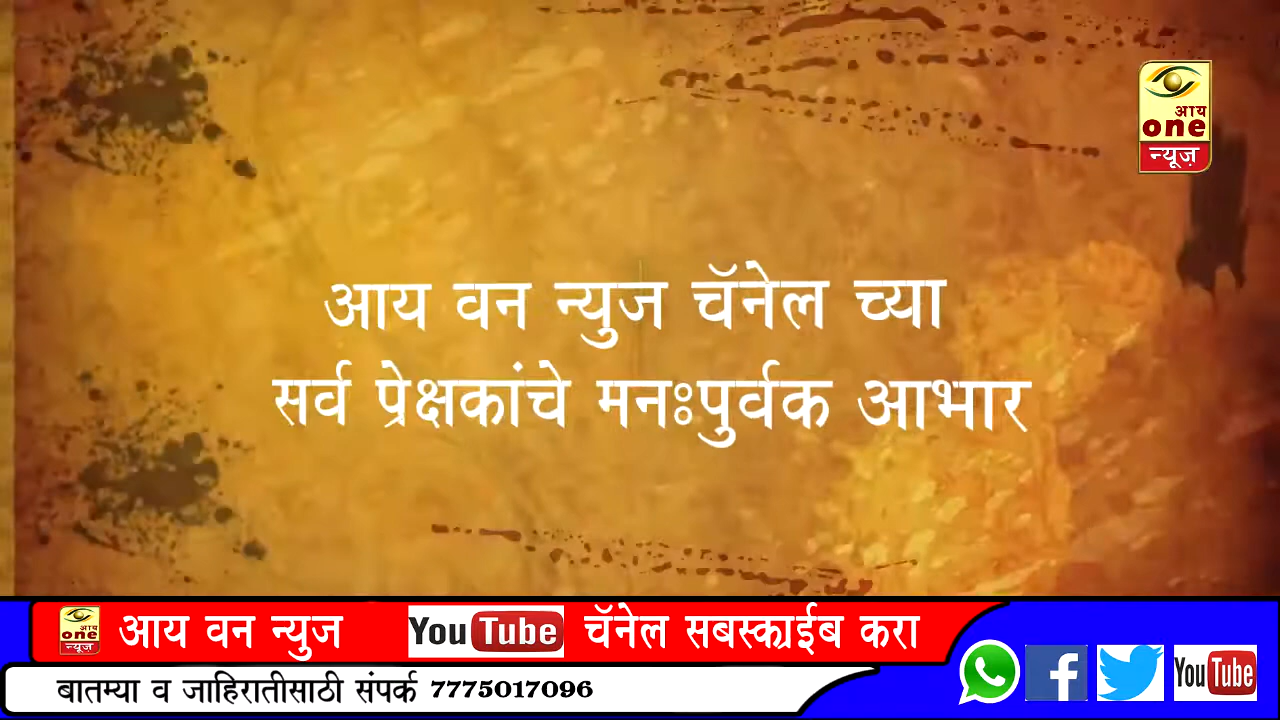 आय
one
न्यूज़
आय वन न्युज चॅनेल च्या
सर्व प्रेक्षकांचे मनःपुर्वक आभार
आय
one
न्यूज़
आय वन न्युज YouTube चॅनेल सबस्क्राईब करा
बातम्या व जाहिरातीसाठी संपर्क 7775017096
YouTube